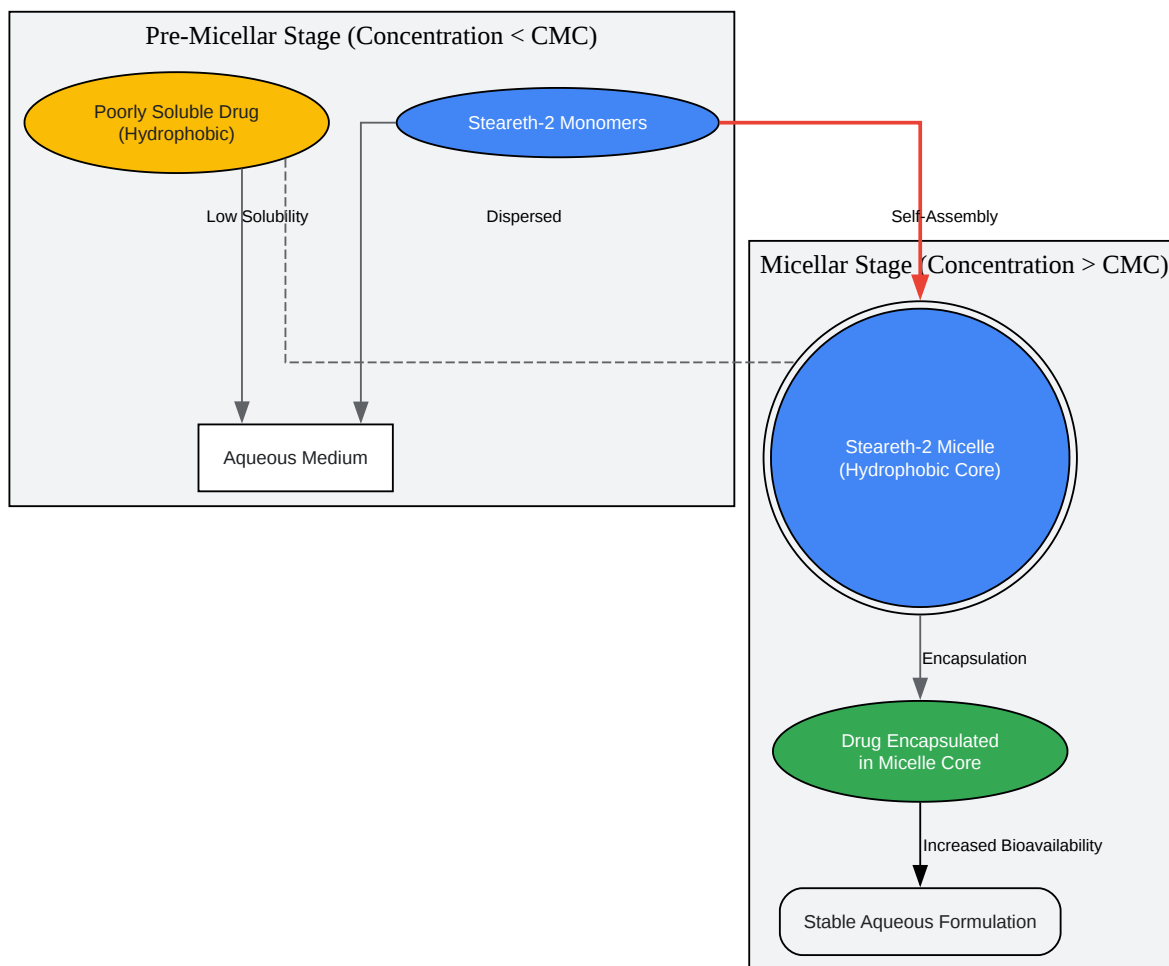 Pre-Micellar Stage (Concentration < CMC)
Poorly Soluble Drug
(Hydrophobic)
Steareth-2 Monomers
Low Solubility
Dispersed
Self-Assembly
Micellar Stage (Concentration > CMC)
Aqueous Medium
Steareth-2 Micelle
(Hydrophobic Core)
Encapsulation
Drug Encapsulated
in Micelle Core
Increased Bioavailability
Stable Aqueous Formulation